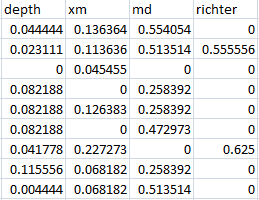 depth xm md richter
0.044444 0.136364 0.554054 0
0.023111 0.113636 0.513514 0.555556
0 0.045455 0 0
0.082188 0 0.258392 0
0.082188 0.126383 0.258392 0
0.082188 0 0.472973 0
0.041778 0.227273 0 0.625
0.115556 0.068182 0.258392 0
0.004444 0.068182 0.513514 0